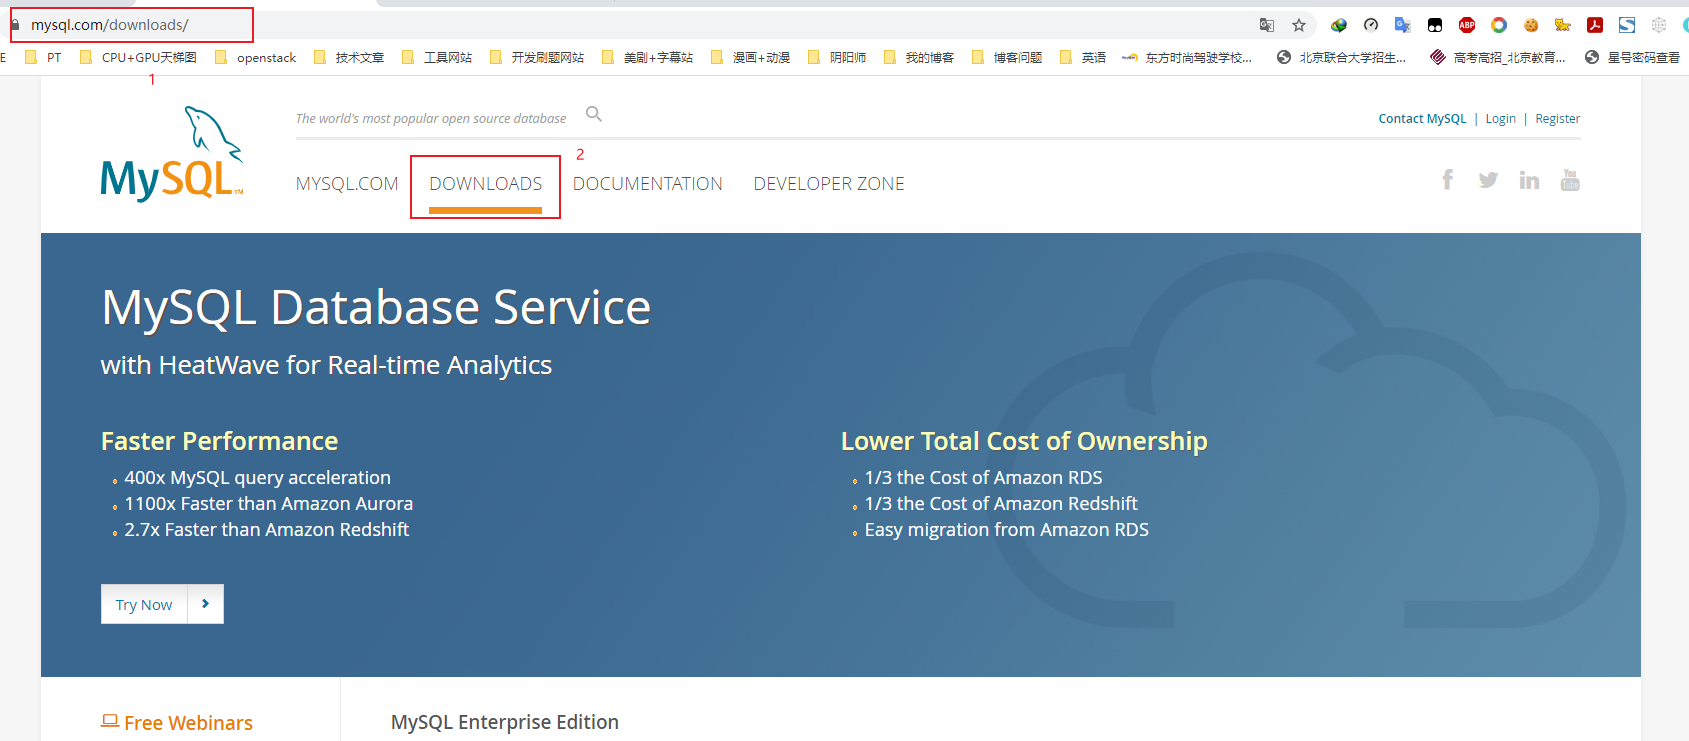 mysql.com/downloads/
E PT CPU+GPU天梯图 openstack 技术文章 工具网站 开发刷题网站 美剧+字幕站 漫画+动漫 阴阳师 我的博客 博客问题 英语 东方时尚驾驶学校... 北京联合大学招生... 高考高招_北京教育... 星号密码查看
1
The world's most popular open source database
Contact MySQL | Login | Register
MySQL™
2
MYSQL.COM DOWNLOADS DOCUMENTATION DEVELOPER ZONE
You Tube
MySQL Database Service
with HeatWave for Real-time Analytics
Faster Performance
400x MySQL query acceleration
1100x Faster than Amazon Aurora
2.7x Faster than Amazon Redshift
Lower Total Cost of Ownership
1/3 the Cost of Amazon RDS
1/3 the Cost of Amazon Redshift
Easy migration from Amazon RDS
Try Now
Free Webinars
MySQL Enterprise Edition